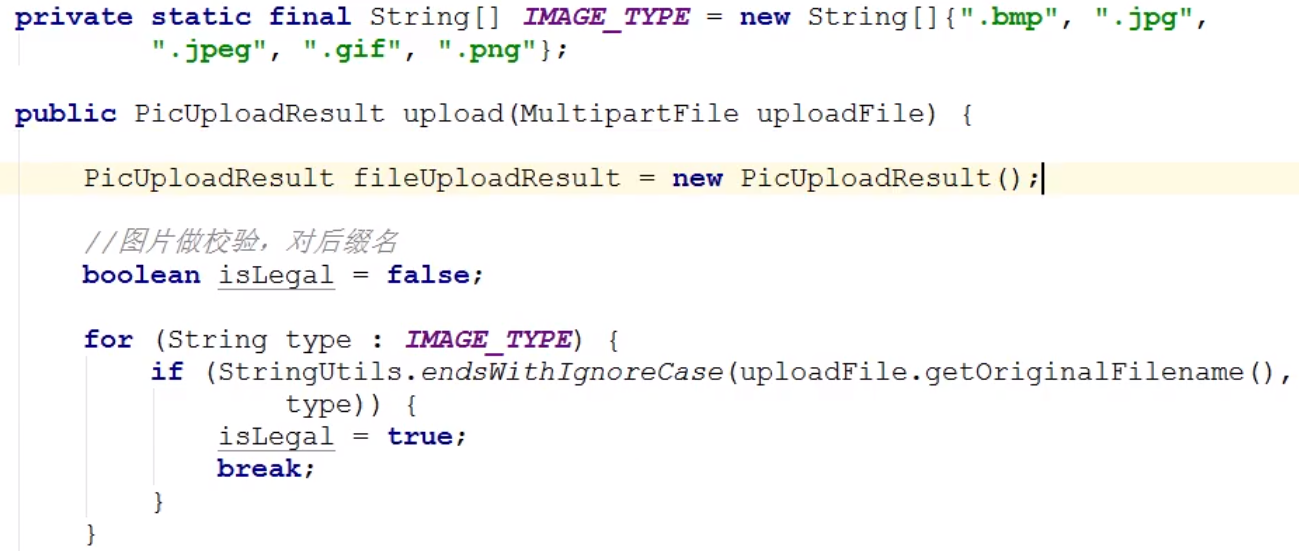 private static final String[] IMAGE_TYPE = new String[]{".bmp", ".jpg",
".jpeg", ".gif", ".png"};
public PicUploadResult upload(MultipartFile uploadFile) {
PicUploadResult fileUploadResult = new PicUploadResult();
//图片做校验，对后缀名
boolean isLegal = false;
for (String type : IMAGE_TYPE) {
if (StringUtils.endsWithIgnoreCase(uploadFile.getOriginalFilename(),
type)) {
isLegal = true;
break;
}
}